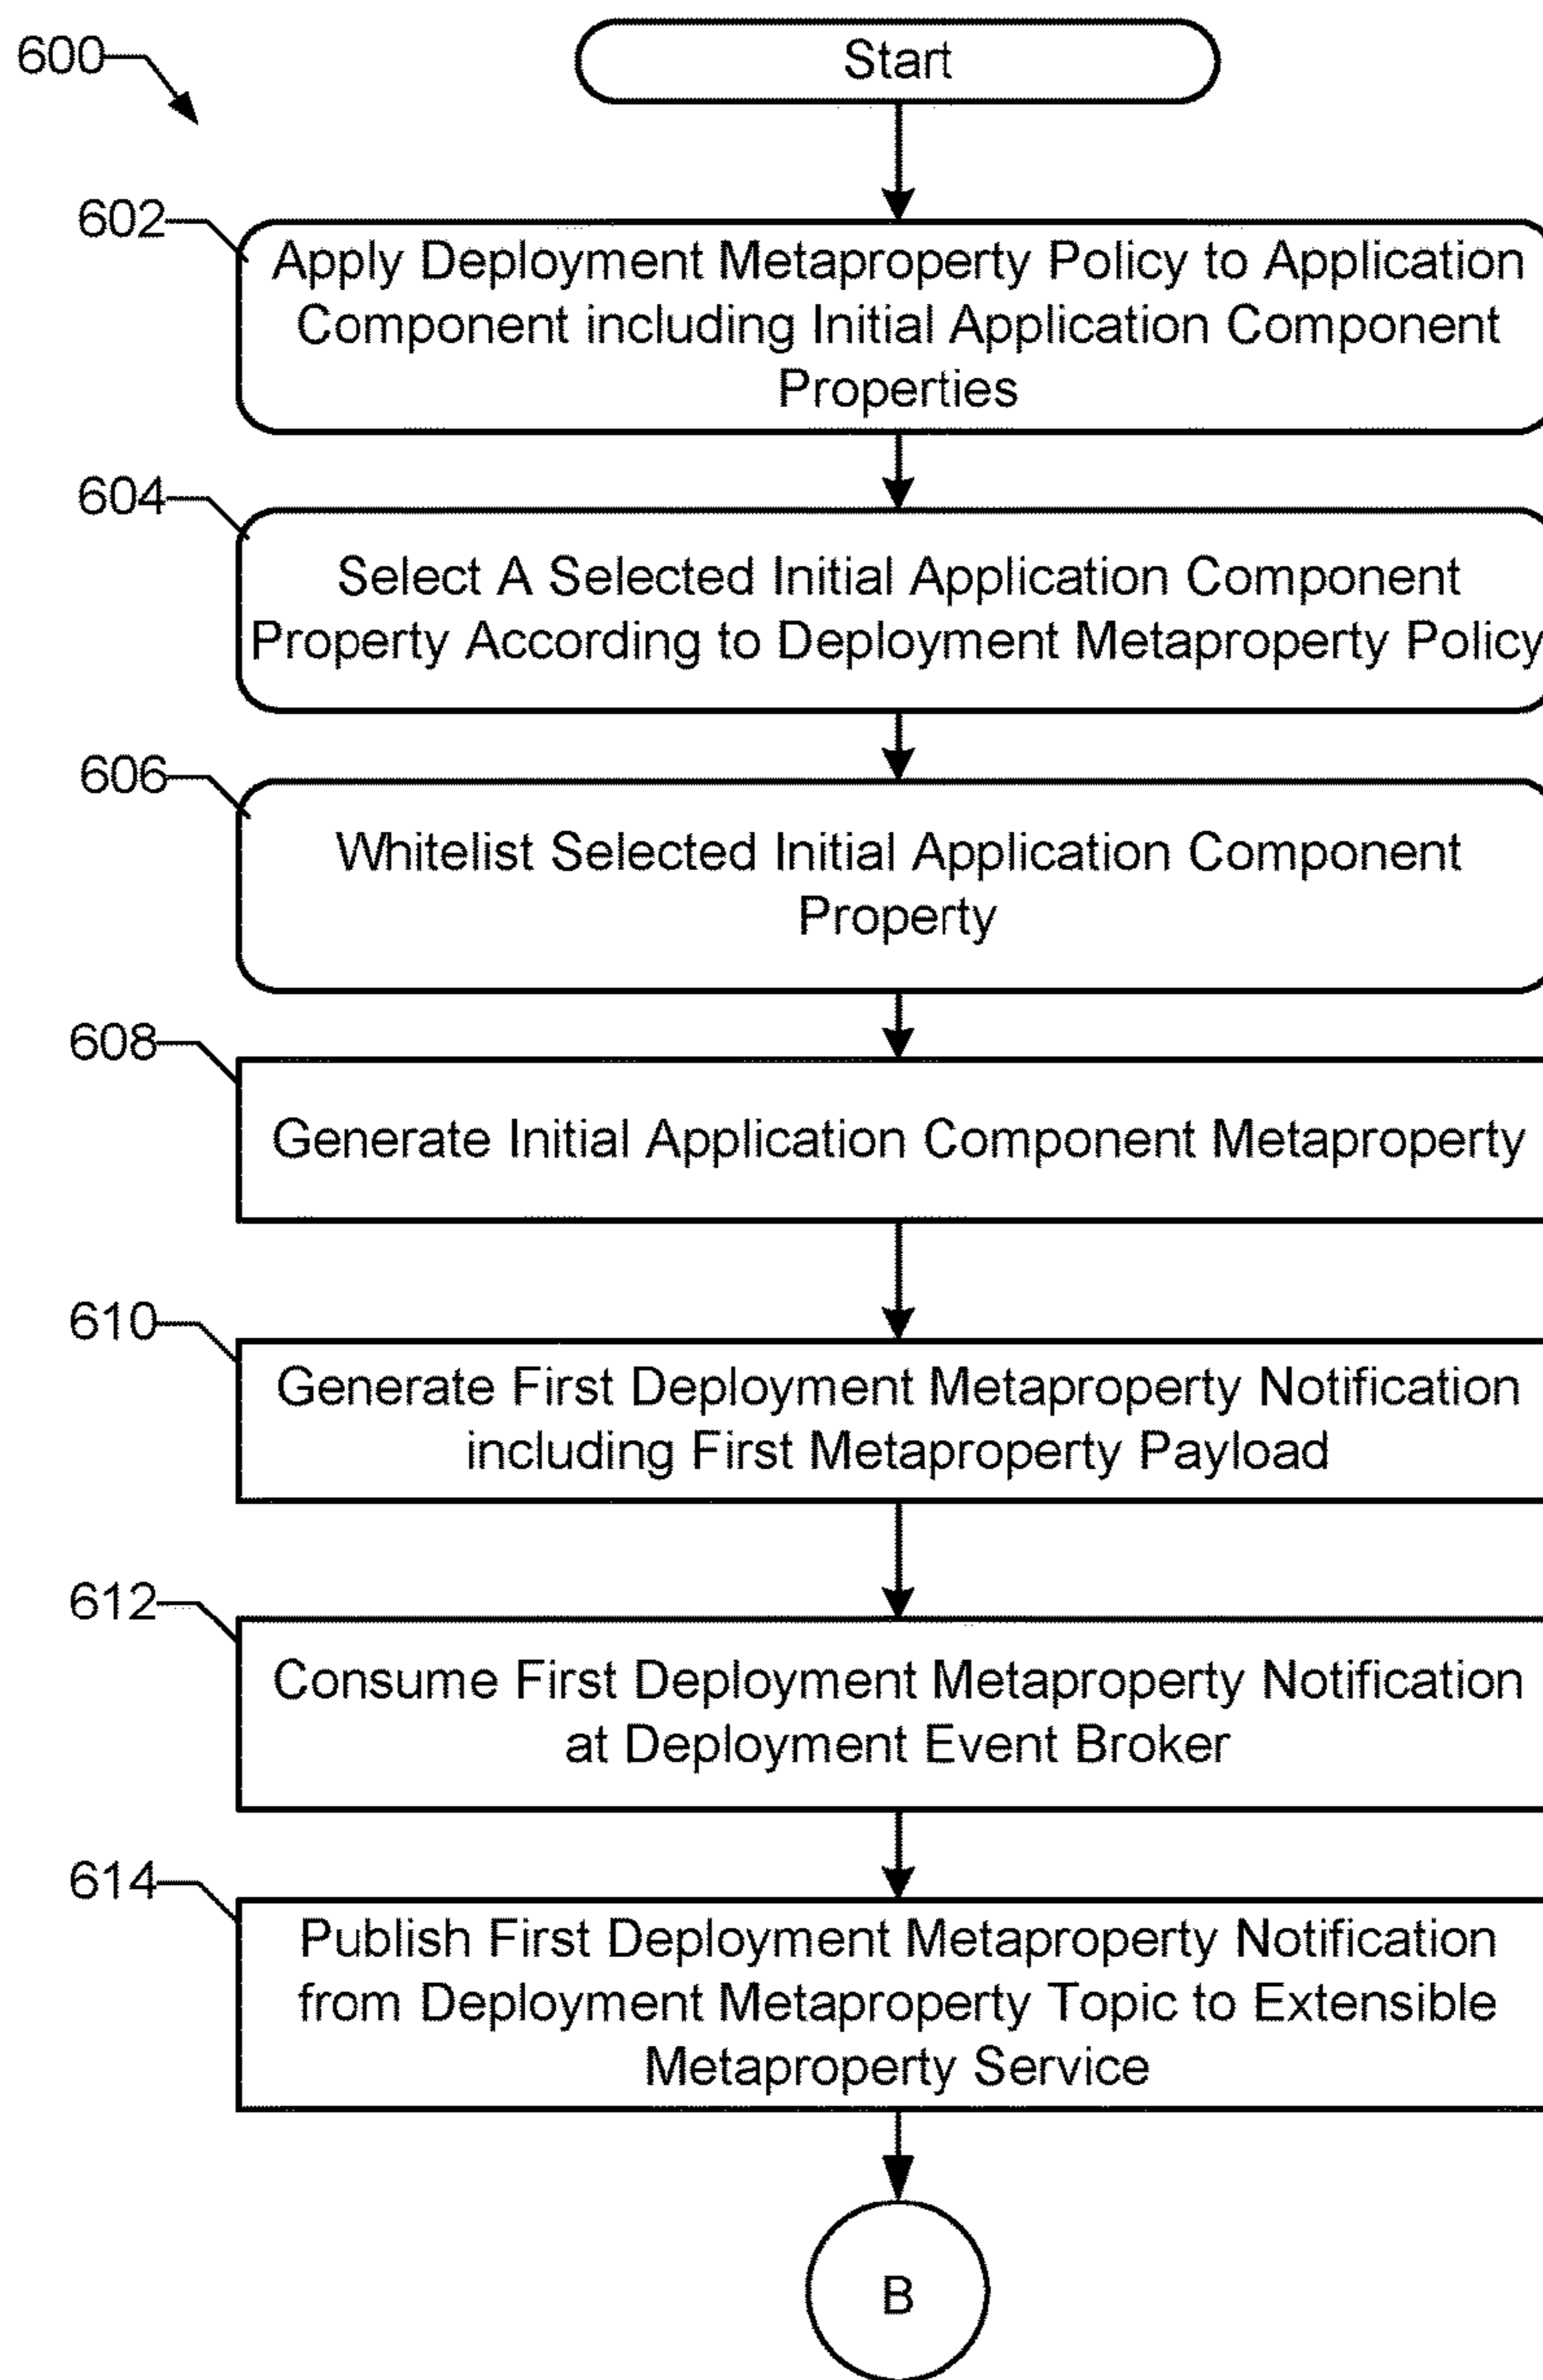 600
Start
602
Apply Deployment Metaproperty Policy to Application
Component including Initial Application Component
Properties
604
Select A Selected Initial Application Component
Property According to Deployment Metaproperty Policy
606
Whitelist Selected Initial Application Component
Property
608
Generate Initial Application Component Metaproperty
610
Generate First Deployment Metaproperty Notification
including First Metaproperty Payload
612
Consume First Deployment Metaproperty Notification
at Deployment Event Broker
614
Publish First Deployment Metaproperty Notification
from Deployment Metaproperty Topic to Extensible
Metaproperty Service
B